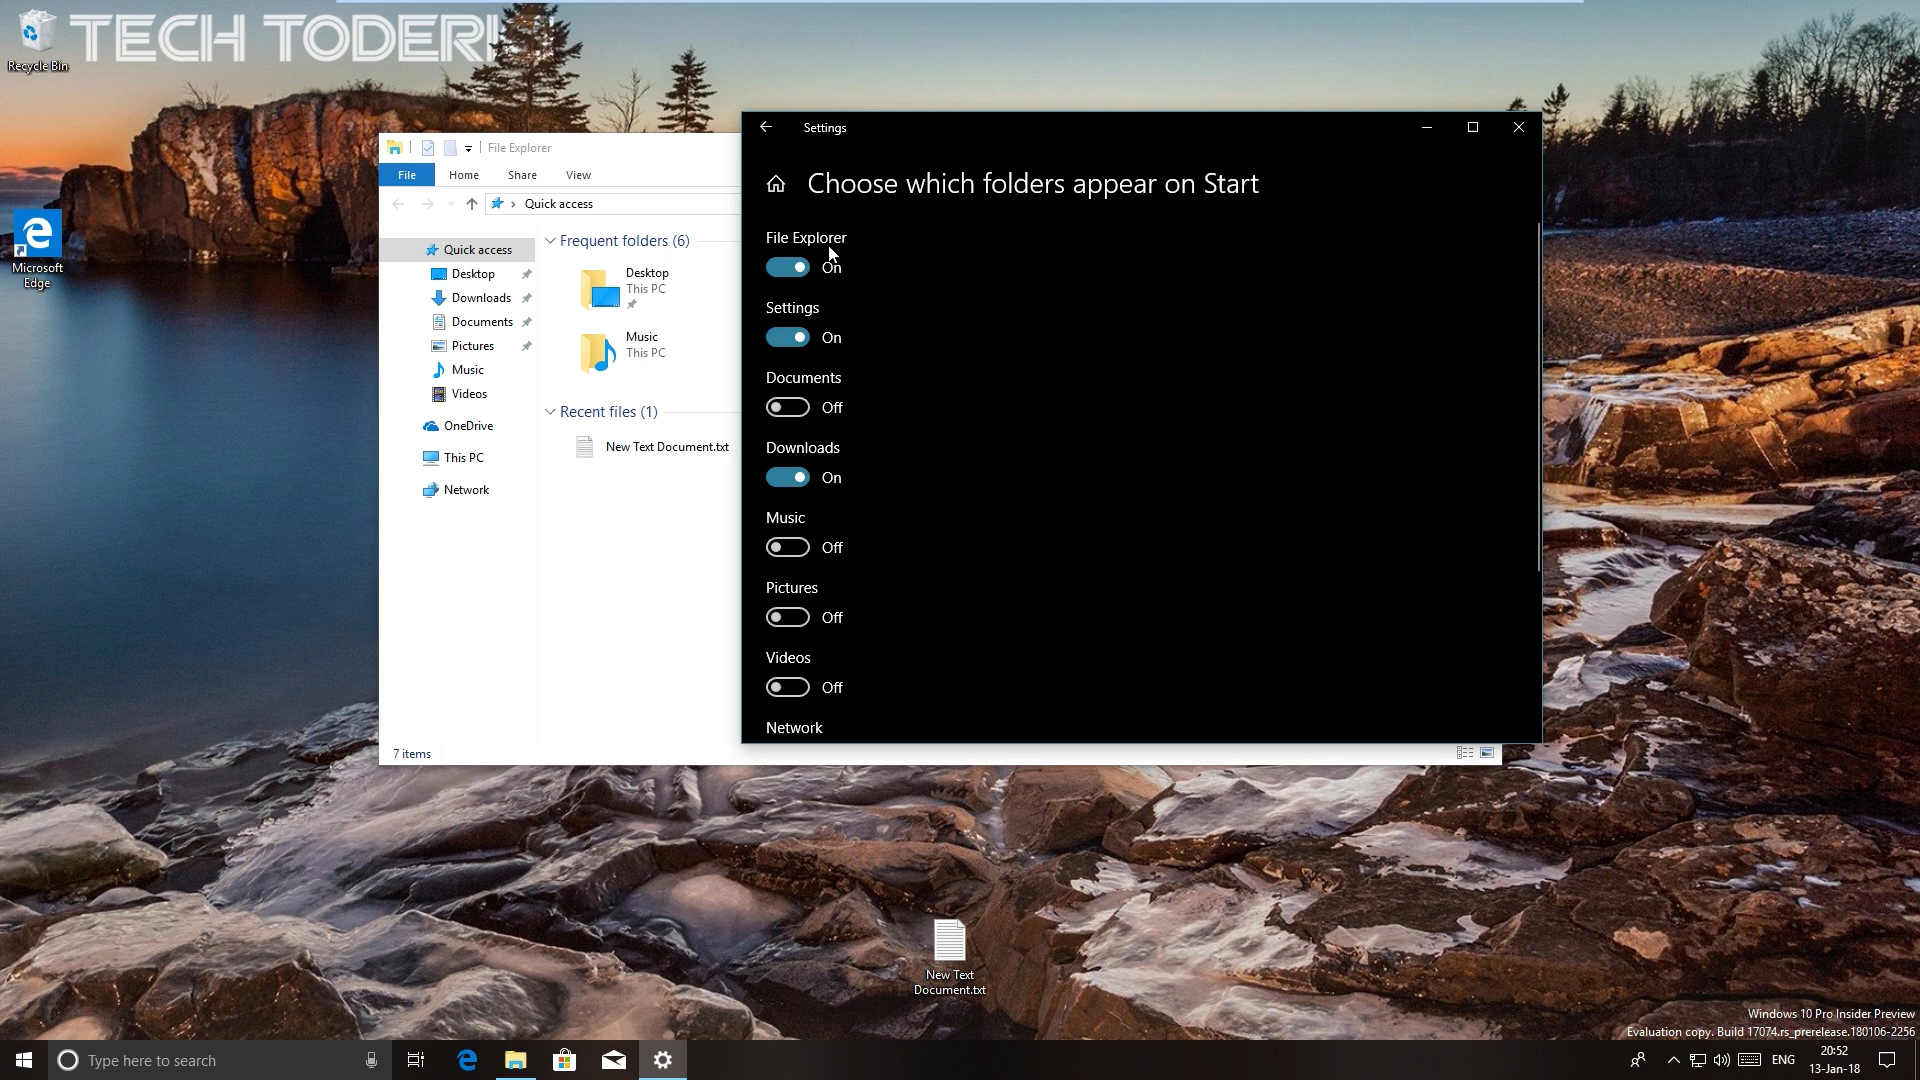 Recycle Bin
TECH TODERI
Microsoft
Edge
File Explorer
File
Home
Share
View
Quick access
Quick access
Desktop
Downloads
Documents
Pictures
Music
Videos
OneDrive
This PC
Network
Frequent folders (6)
Desktop
This PC
Music
This PC
Recent files (1)
New Text Document.txt
7 items
Settings
Choose which folders appear on Start
File Explorer
On
Settings
On
Documents
Off
Downloads
On
Music
Off
Pictures
Off
Videos
Off
Network
New Text
Document.txt
Windows 10 Pro Insider Preview
Evaluation copy. Build 17074.rs_prerelease.180106-2256
Type here to search
ENG
20:52
13-Jan-18